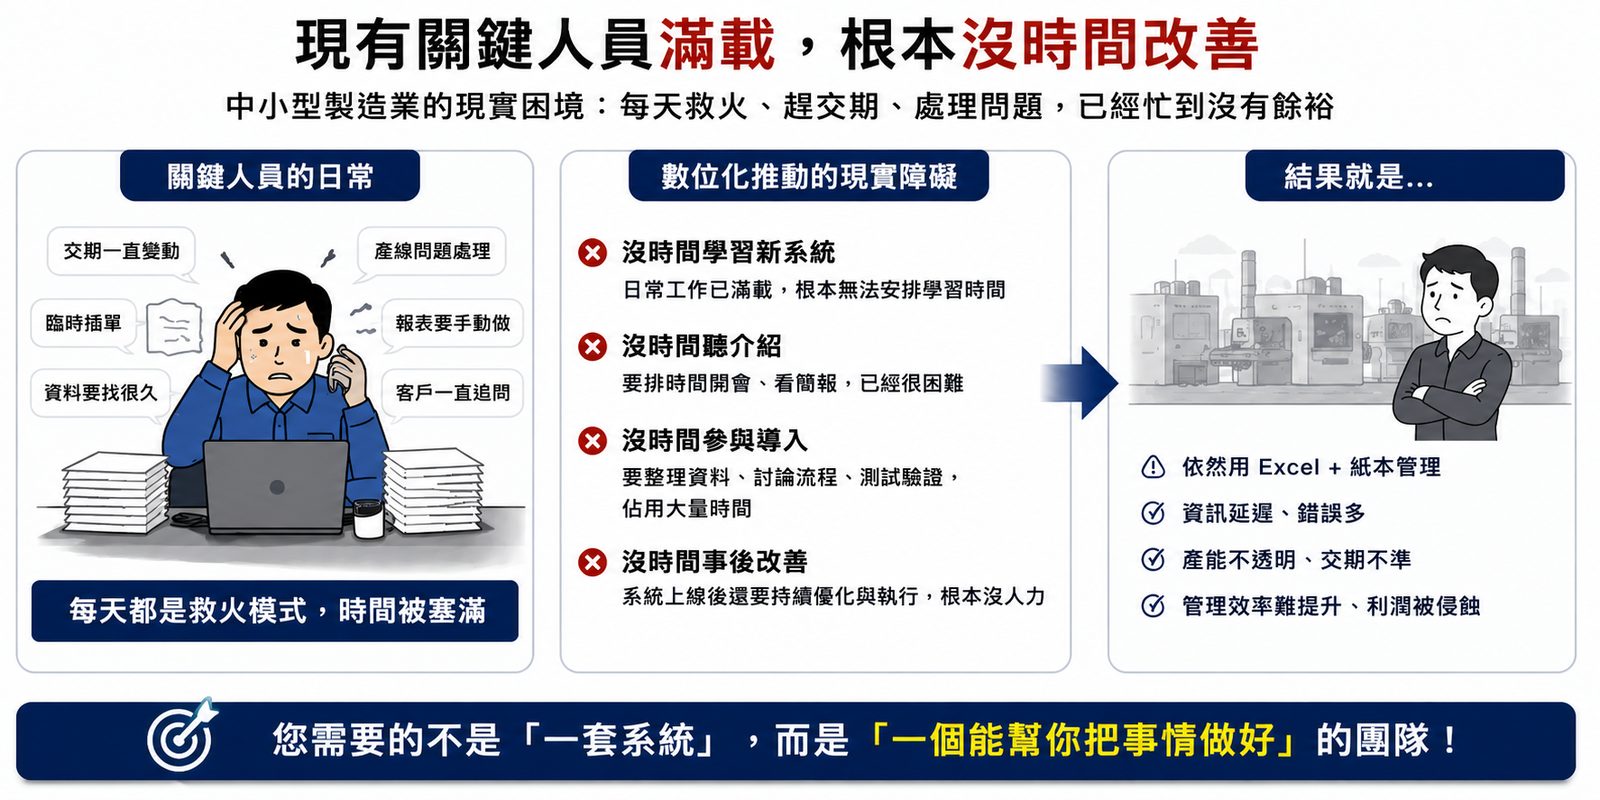 現有關鍵人員滿載，根本沒時間改善
中小型製造業的現實困境：每天救火、趕交期、處理問題，已經忙到沒有餘裕
關鍵人員的日常
交期一直變動
產線問題處理
臨時插單
報表要手動做
資料要找很久
客戶一直追問
每天都是救火模式，時間被塞滿
數位化推動的現實障礙
沒時間學習新系統
日常工作已滿載，根本無法安排學習時間
沒時間聽介紹
要排時間開會、看簡報，已經很困難
沒時間參與導入
要整理資料、討論流程、測試驗證，
佔用大量時間
沒時間事後改善
系統上線後還要持續優化與執行，根本沒人力
結果就是...
依然用 Excel + 紙本管理
資訊延遲、錯誤多
產能不透明、交期不準
管理效率難提升、利潤被侵蝕
您需要的不是「一套系統」，而是「一個能幫你把事情做好」的團隊！